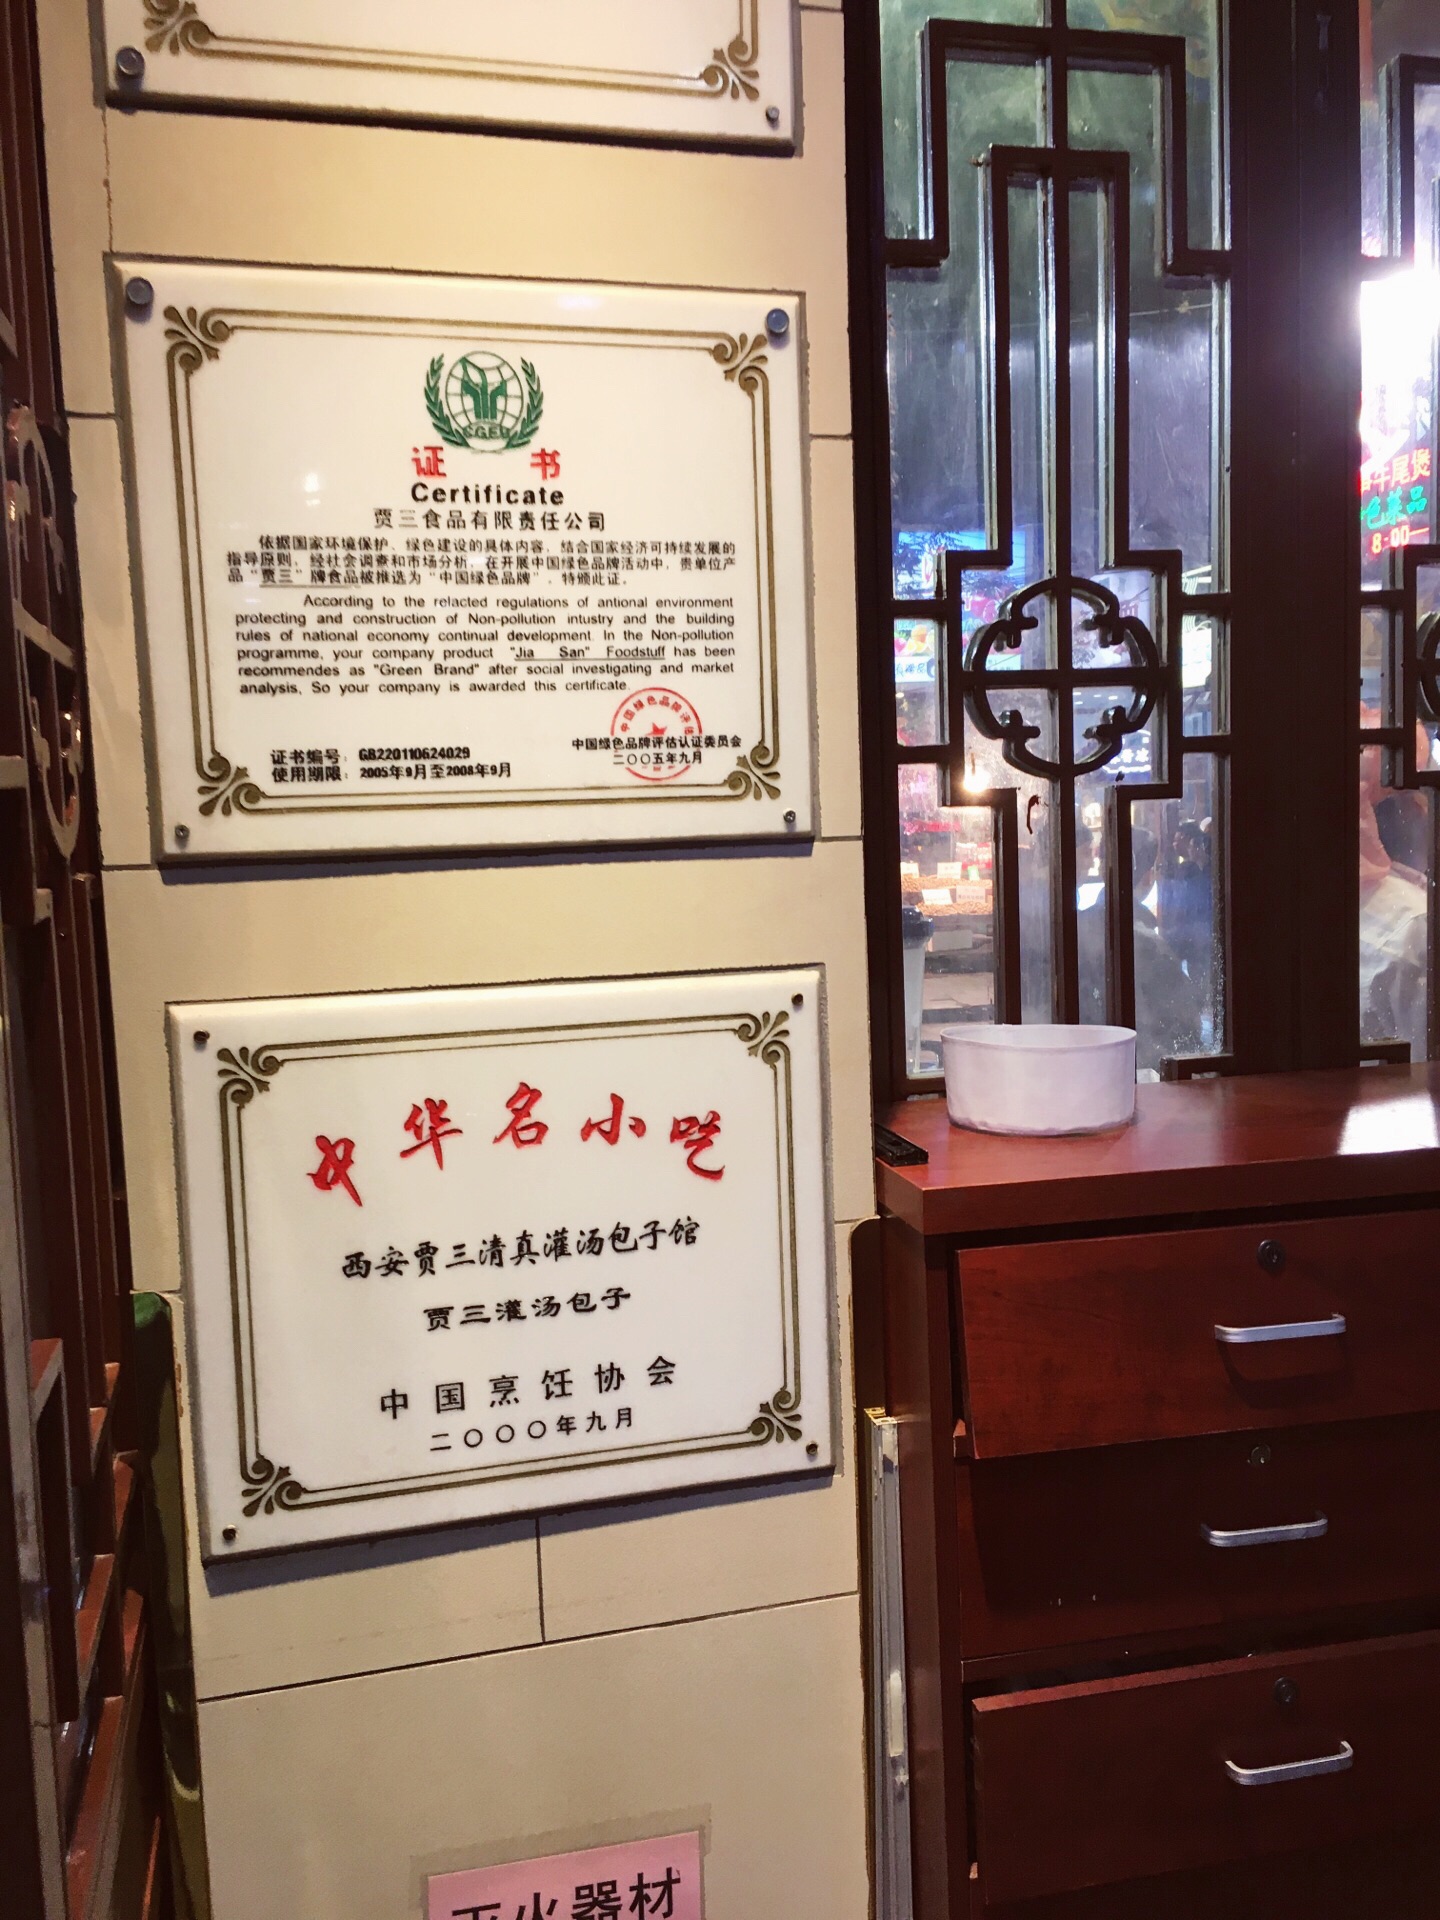 CGEU
证 书
Certificate
贾三食品有限责任公司
依据国家环境保护、绿色建设的具体内容，结合国家经济可持续发展的
指导原则，经社会调查和市场分析，在开展中国绿色品牌活动中，贵单位产
品“贾三”牌食品被推选为“中国绿色品牌”，特颁此证。
According to the relacted regulations of antional environment
protecting and construction of Non-pollution intustry and the building
rules of national economy continual development. In the Non-pollution
programme, your company product "Jia San" Foodstuff has been
recommendes as "Green Brand" after social investigating and market
analysis, So your company is awarded this certificate.
中国绿色品牌评估认证委员会
二〇〇五年九月
证书编号：GB220110624029
使用期限：2005年9月至2008年9月
中华名小吃
西安贾三清真灌汤包子馆
贾三灌汤包子
中国烹饪协会
二〇〇〇年九月
灭火器材
牛尾煲
色菜品
8:00—